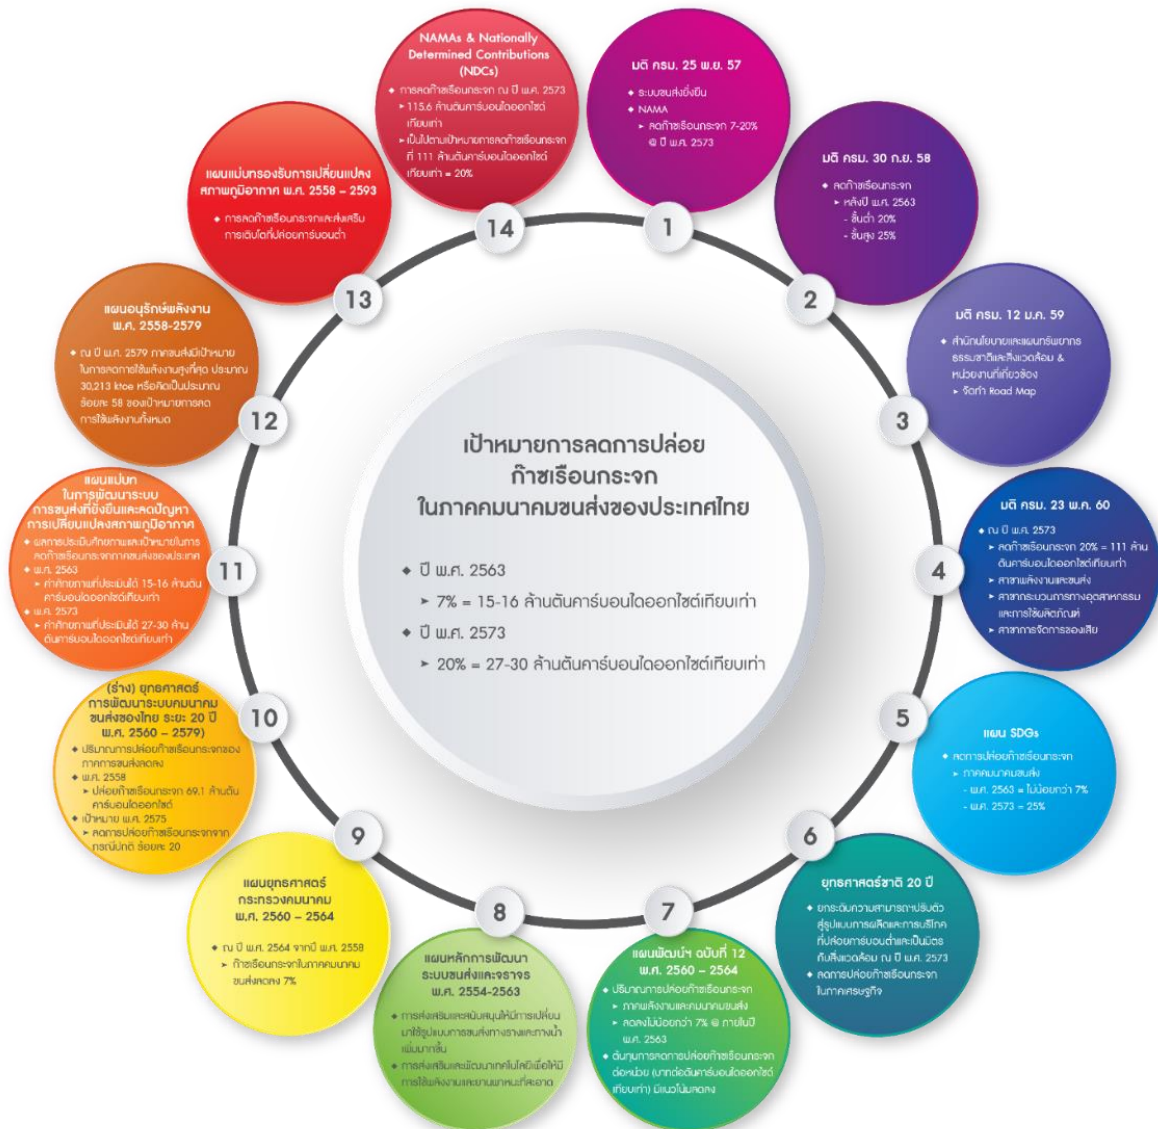 เป้าหมายการลดการปล่อย
ก๊าซเรือนกระจก
ในภาคคมนาคมขนส่งของประเทศไทย
◆ ปี พ.ศ. 2563
➤ 7% = 15-16 ล้านตันคาร์บอนไดออกไซต์เทียบเท่า
◆ ปี พ.ศ. 2573
➤ 20% = 27-30 ล้านตันคาร์บอนไดออกไซต์เทียบเท่า
1
มติ ครม. 25 พ.ย. 57
◆ ระบบขนส่งยั่งยืน
◆ NAMA
➤ ลดก๊าซเรือนกระจก 7-20%
@ ปี พ.ศ. 2573
2
มติ ครม. 30 ก.ย. 58
◆ ลดก๊าซเรือนกระจก
➤ หลังปี พ.ศ. 2563
- ขั้นต่ำ 20%
- ขั้นสูง 25%
3
มติ ครม. 12 ม.ค. 59
◆ สำนักนโยบายและแผนทรัพยากร
ธรรมชาติและสิ่งแวดล้อม &
หน่วยงานที่เกี่ยวข้อง
➤ จัดทำ Road Map
4
มติ ครม. 23 พ.ค. 60
◆ ณ ปี พ.ศ. 2573
➤ ลดก๊าซเรือนกระจก 20% = 111 ล้าน
ตันคาร์บอนไดออกไซต์เทียบเท่า
➤ สาขาพลังงานและขนส่ง
➤ สาขากระบวนการทางอุตสาหกรรม
และการใช้ผลิตภัณฑ์
➤ สาขาการจัดการของเสีย
5
แผน SDGs
◆ ลดการปล่อยก๊าซเรือนกระจก
➤ ภาคคมนาคมขนส่ง
- พ.ศ. 2563 = ไม่น้อยกว่า 7%
- พ.ศ. 2573 = 25%
6
ยุทธศาสตร์ชาติ 20 ปี
◆ ยกระดับความสามารถฯปรับตัว
สู่รูปแบบการผลิตและการบริโภค
ที่ปล่อยคาร์บอนต่ำและเป็นมิตร
กับสิ่งแวดล้อม ณ ปี พ.ศ. 2573
◆ ลดการปล่อยก๊าซเรือนกระจก
ในภาคเศรษฐกิจ
7
แผนพัฒน์ฯ ฉบับที่ 12
พ.ศ. 2560 – 2564
◆ ปริมาณการปล่อยก๊าซเรือนกระจก
➤ ภาคพลังงานและคมนาคมขนส่ง
➤ ลดลงไม่น้อยกว่า 7% @ ภายในปี
พ.ศ. 2563
◆ ต้นทุนการลดการปล่อยก๊าซเรือนกระจก
ต่อหน่วย (บาทต่อตันคาร์บอนไดออกไซต์
เทียบเท่า) มีแนวโน้มลดลง
8
แผนหลักการพัฒนา
ระบบขนส่งและจราจร
พ.ศ. 2554-2563
◆ การส่งเสริมและสนับสนุนให้มีการเปลี่ยน
มาใช้รูปแบบการขนส่งทางรางและทางน้ำ
เพิ่มมากขึ้น
◆ การส่งเสริมและพัฒนาเทคโนโลยีเพื่อให้มี
การใช้พลังงานและยานพาหนะที่สะอาด
9
แผนยุทธศาสตร์
กระทรวงคมนาคม
พ.ศ. 2560 – 2564
◆ ณ ปี พ.ศ. 2564 จากปี พ.ศ. 2558
➤ ก๊าซเรือนกระจกในภาคคมนาคม
ขนส่งลดลง 7%
10
(ร่าง) ยุทธศาสตร์
การพัฒนาระบบคมนาคม
ขนส่งของไทย ระยะ 20 ปี
พ.ศ. 2560 – 2579)
◆ ปริมาณการปล่อยก๊าซเรือนกระจกของ
ภาคการขนส่งลดลง
◆ พ.ศ. 2558
➤ ปล่อยก๊าซเรือนกระจก 69.1 ล้านตัน
คาร์บอนไดออกไซต์
◆ เป้าหมาย พ.ศ. 2575
➤ ลดการปล่อยก๊าซเรือนกระจกจาก
กรณีปกติ ร้อยละ 20
11
แผนแม่บท
ในการพัฒนาระบบ
การขนส่งที่ยั่งยืนและลดปัญหา
การเปลี่ยนแปลงสภาพภูมิอากาศ
◆ ผลการประเมินศักยภาพและเป้าหมายในการ
ลดก๊าซเรือนกระจกภาคขนส่งของประเทศ
◆ พ.ศ. 2563
➤ ค่าศักยภาพที่ประเมินได้ 15-16 ล้านตัน
คาร์บอนไดออกไซต์เทียบเท่า
◆ พ.ศ. 2573
➤ ค่าศักยภาพที่ประเมินได้ 27-30 ล้าน
ตันคาร์บอนไดออกไซต์เทียบเท่า
12
แผนอนุรักษ์พลังงาน
พ.ศ. 2558-2579
◆ ณ ปี พ.ศ. 2579 ภาคขนส่งมีเป้าหมาย
ในการลดการใช้พลังงานสูงที่สุด ประมาณ
30,213 ktoe หรือคิดเป็นประมาณ
ร้อยละ 58 ของเป้าหมายการลด
การใช้พลังงานทั้งหมด
13
แผนแม่บทรองรับการเปลี่ยนแปลง
สภาพภูมิอากาศ พ.ศ. 2558 – 2593
◆ การลดก๊าซเรือนกระจกและส่งเสริม
การเติบโตที่ปล่อยคาร์บอนต่ำ
14
NAMAs & Nationally
Determined Contributions
(NDCs)
◆ การลดก๊าซเรือนกระจก ณ ปี พ.ศ. 2573
➤ 115.6 ล้านตันคาร์บอนไดออกไซต์
เทียบเท่า
➤ เป็นไปตามเป้าหมายการลดก๊าซเรือนกระจก
ที่ 111 ล้านตันคาร์บอนไดออกไซต์
เทียบเท่า = 20%